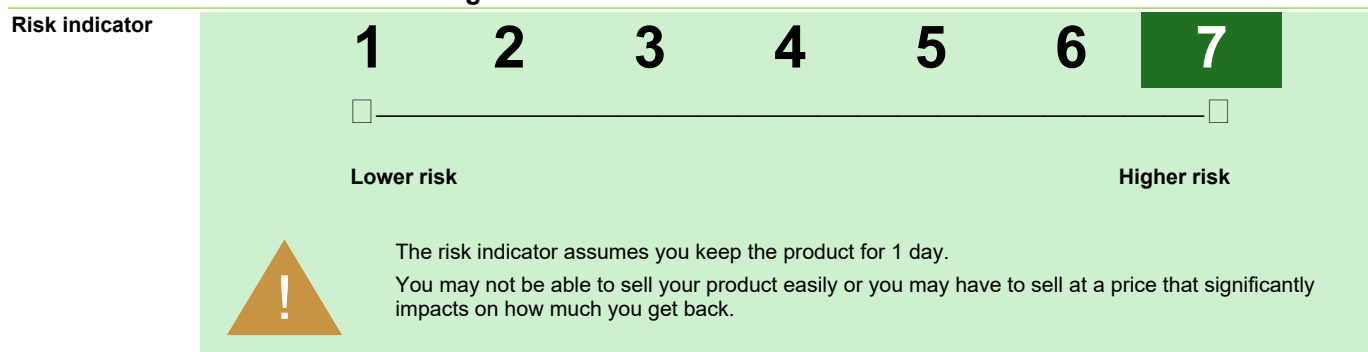 Risk indicator
1 2 3 4 5 6 7
Lower risk Higher risk
!
The risk indicator assumes you keep the product for 1 day.
You may not be able to sell your product easily or you may have to sell at a price that significantly
impacts on how much you get back.